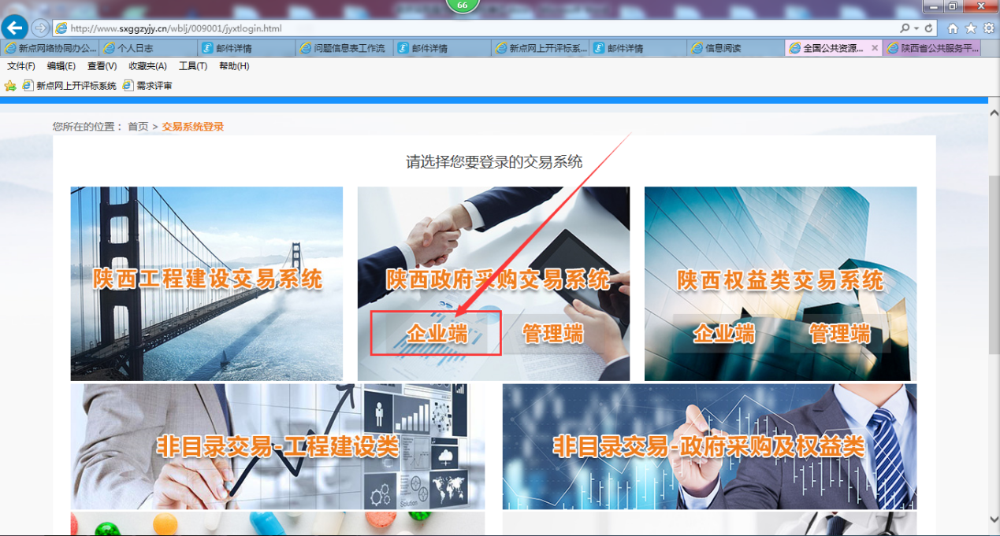 66
http://www.sxggzyjy.cn/wblj/009001/jyxtlogin.html
新点网络协同办公... 个人日志 邮件详情 问题信息表工作流 邮件详情 新点网上开评标系... 邮件详情 信息阅读 全国公共资源... 陕西省公共服务平...
文件(F) 编辑(E) 查看(V) 收藏夹(A) 工具(T) 帮助(H)
新点网上开评标系统 需求评审
您所在的位置： 首页 > 交易系统登录
请选择您要登录的交易系统
陕西工程建设交易系统
陕西政府采购交易系统
企业端 管理端
陕西权益类交易系统
企业端 管理端
非目录交易-工程建设类
Solution
非目录交易-政府采购及权益类